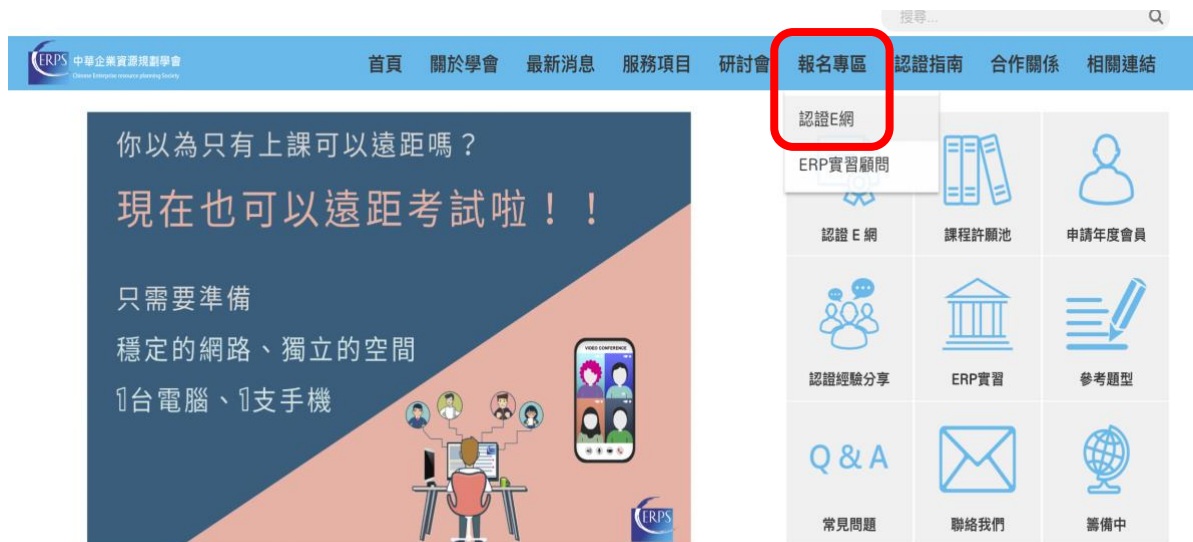 搜尋...
ERPS 中華企業資源規劃學會
Chinese Enterprise resource planning Society
首頁 關於學會 最新消息 服務項目 研討會 報名專區 認證指南 合作關係 相關連結
認證E網
ERP實習顧問
你以為只有上課可以遠距嗎？
現在也可以遠距考試啦！！
只需要準備
穩定的網路、獨立的空間
1台電腦、1支手機
VIDEO CONFERENCE
ERPS
認證 E 網 課程許願池 申請年度會員
認證經驗分享 ERP實習 參考題型
Q & A
常見問題 聯絡我們 籌備中